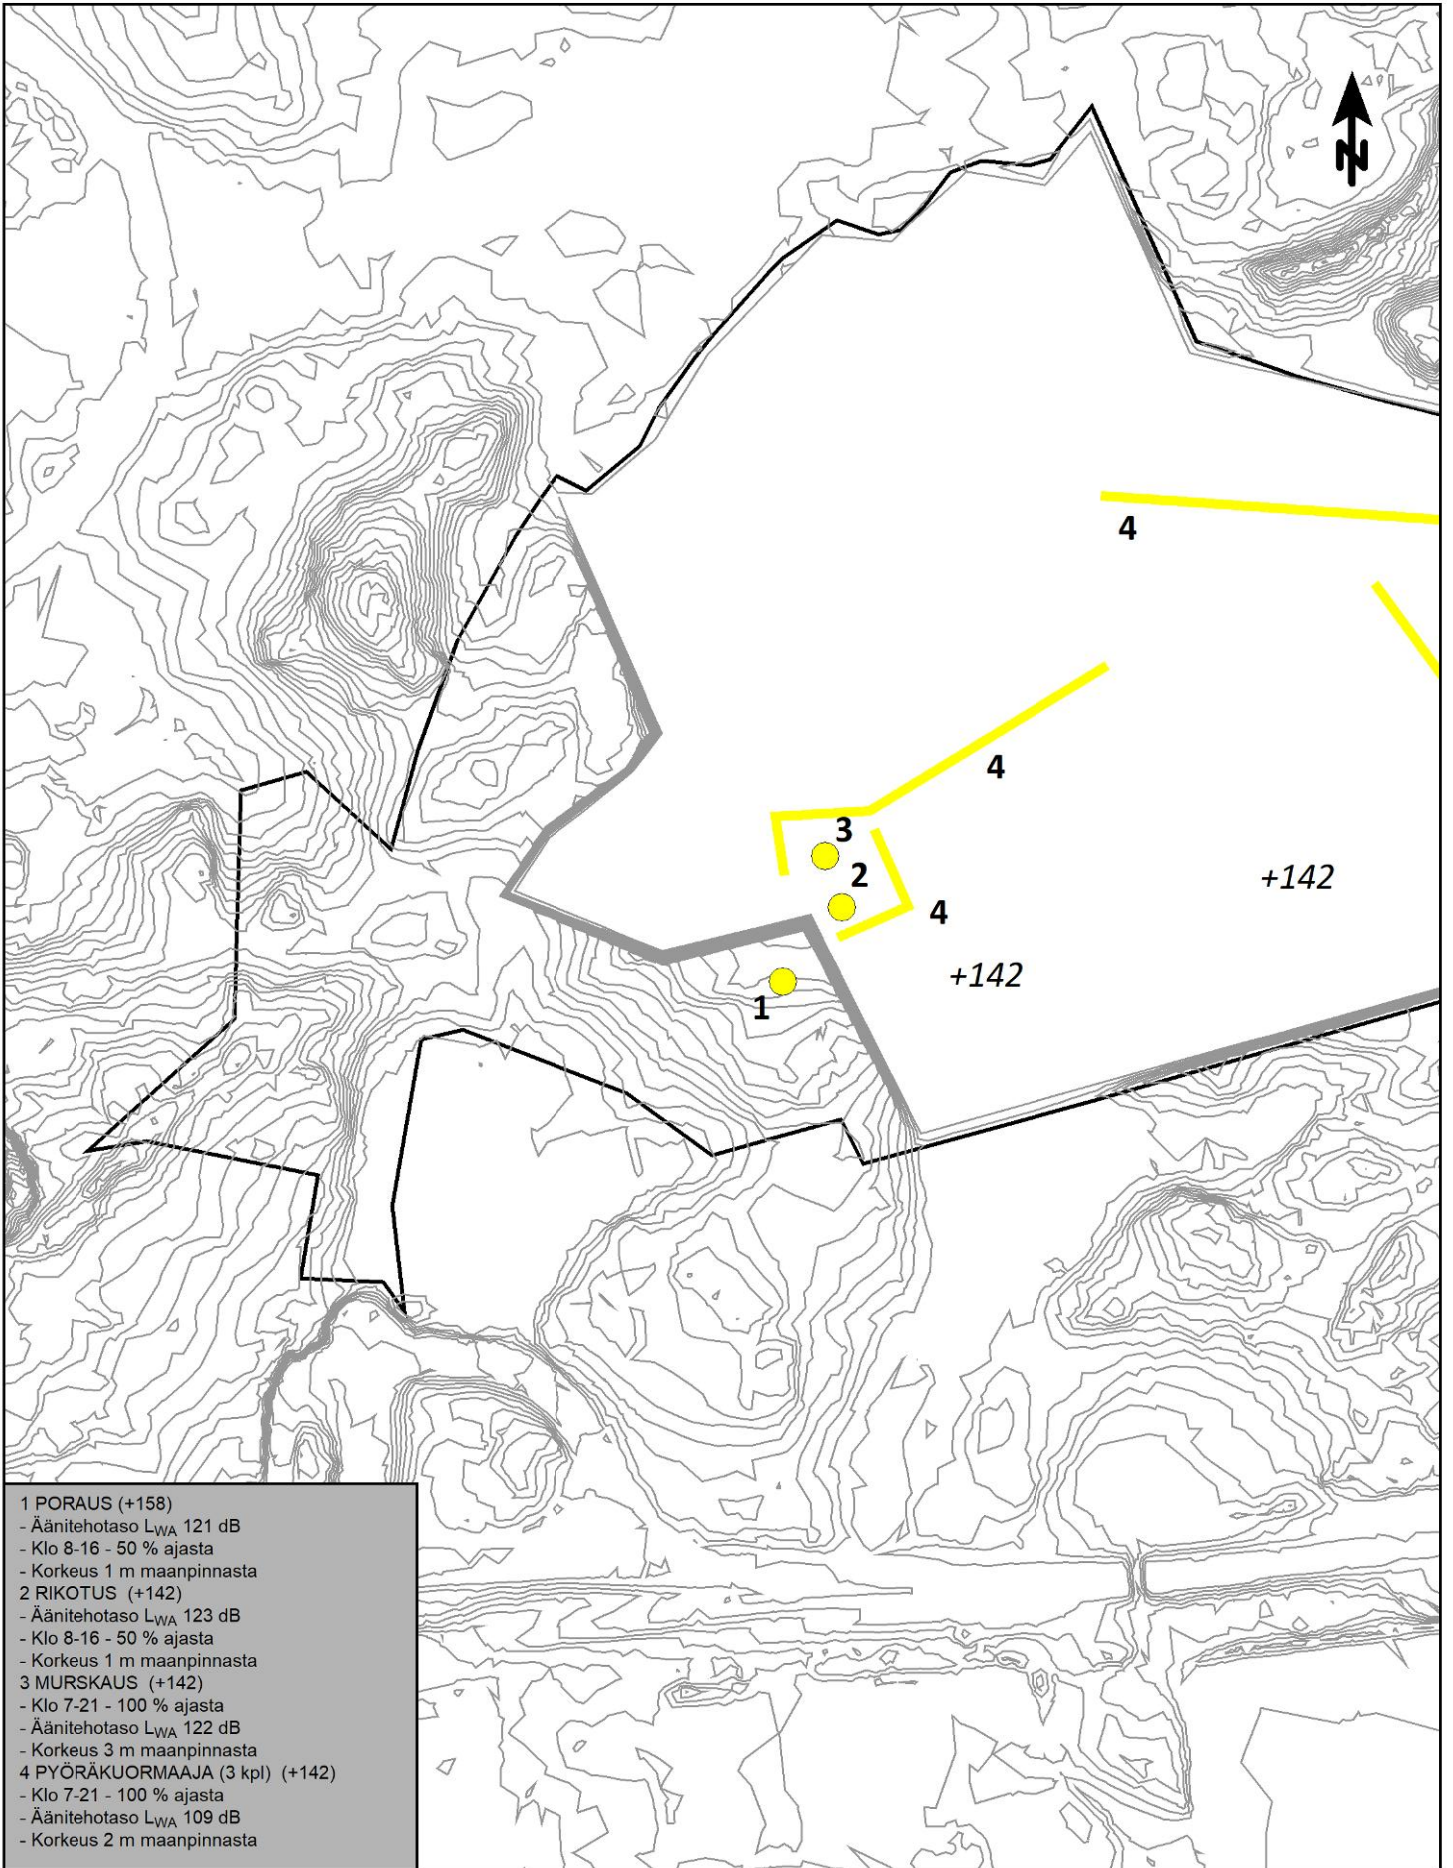 N
4
4
3
2
4
+142
+142
1
1 PORAUS (+158)
- Äänitehotaso LWA 121 dB
- Klo 8-16 - 50 % ajasta
- Korkeus 1 m maanpinnasta
2 RIKOTUS (+142)
- Äänitehotaso LWA 123 dB
- Klo 8-16 - 50 % ajasta
- Korkeus 1 m maanpinnasta
3 MURSKAUS (+142)
- Klo 7-21 - 100 % ajasta
- Äänitehotaso LWA 122 dB
- Korkeus 3 m maanpinnasta
4 PYÖRÄKUORMAAJA (3 kpl) (+142)
- Klo 7-21 - 100 % ajasta
- Äänitehotaso LWA 109 dB
- Korkeus 2 m maanpinnasta